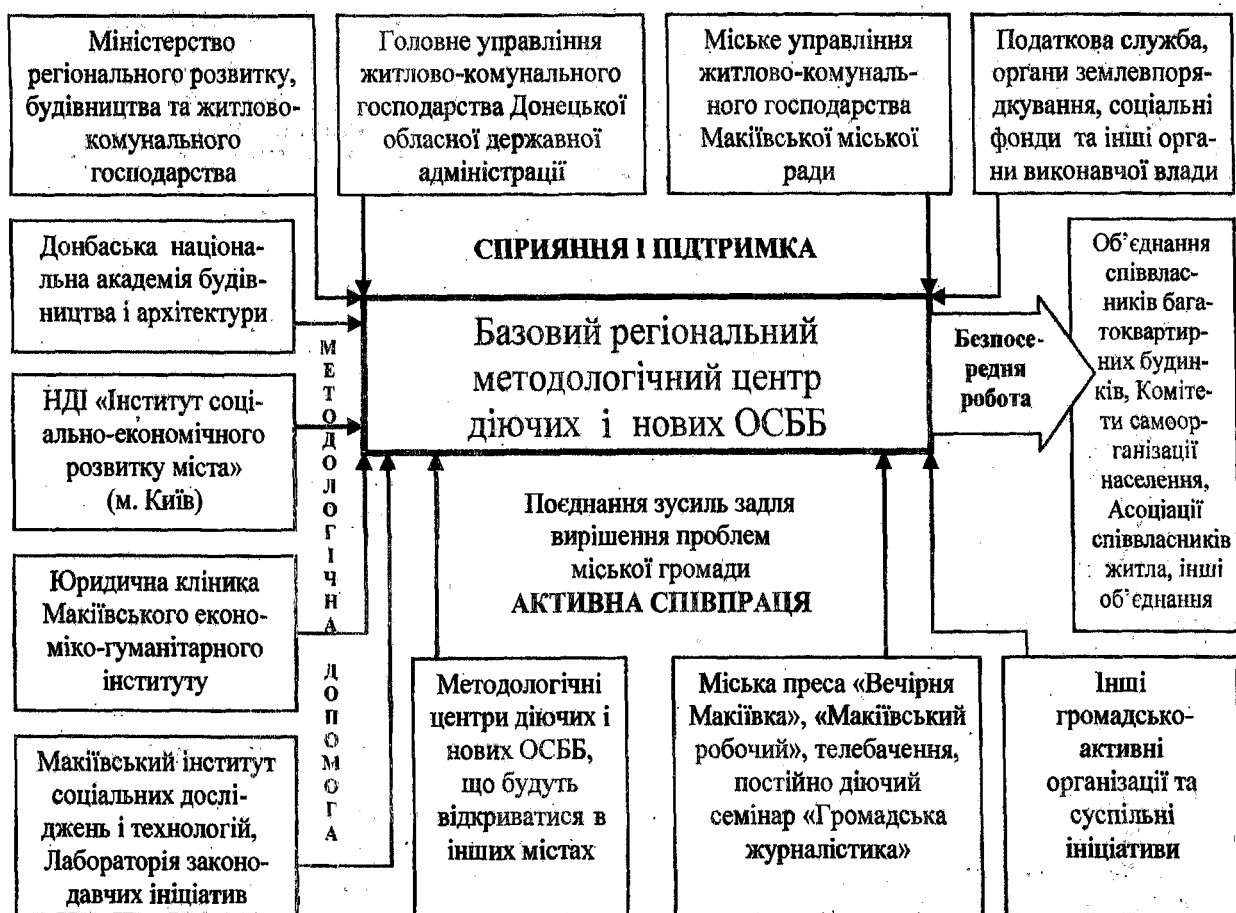 Міністерство
регіонального розвитку,
будівництва та житлово-
комунального
господарства
Головне управління
житлово-комунального
господарства Донецької
обласної державної
адміністрації
Міське управління
житлово-комуналь-
ного господарства
Макіївської міської
ради
Податкова служба,
органи землевпоря-
дкування, соціальні
фонди та інші орга-
ни виконавчої влади
СПРИЯННЯ І ПІДТРИМКА
Донбаська націона-
льна академія будів-
ництва і архітектури
НДІ «Інститут соці-
ально-економічного
розвитку міста»
(м. Київ)
Юридична клініка
Макіївського еконо-
міко-гуманітарного
інституту
Макіївський інститут
соціальних дослі-
джень і технологій,
Лабораторія законо-
давчих ініціатив
МЕТОДОЛОГІЧНА ДОПОМОГА
Базовий регіональний
методологічний центр
діючих і нових ОСББ
Безпосе-
редня
робота
Об’єднання
співвлас-
ників бага-
токвартир-
них будин-
ків, Коміте-
ти самоор-
ганізації
населення,
Асоціації
співвласників
житла, інші
об’єднання
Поєднання зусиль задля
вирішення проблем
міської громади
АКТИВНА СПІВПРАЦЯ
Методологічні
центри діючих і
нових ОСББ,
що будуть
відкриватися в
інших містах
Міська преса «Вечірня
Макіївка», «Макіївський
робочий», телебачення,
постійно діючий
семінар «Громадська
журналістика»
Інші
громадсько-
активні
організації та
суспільні
ініціативи